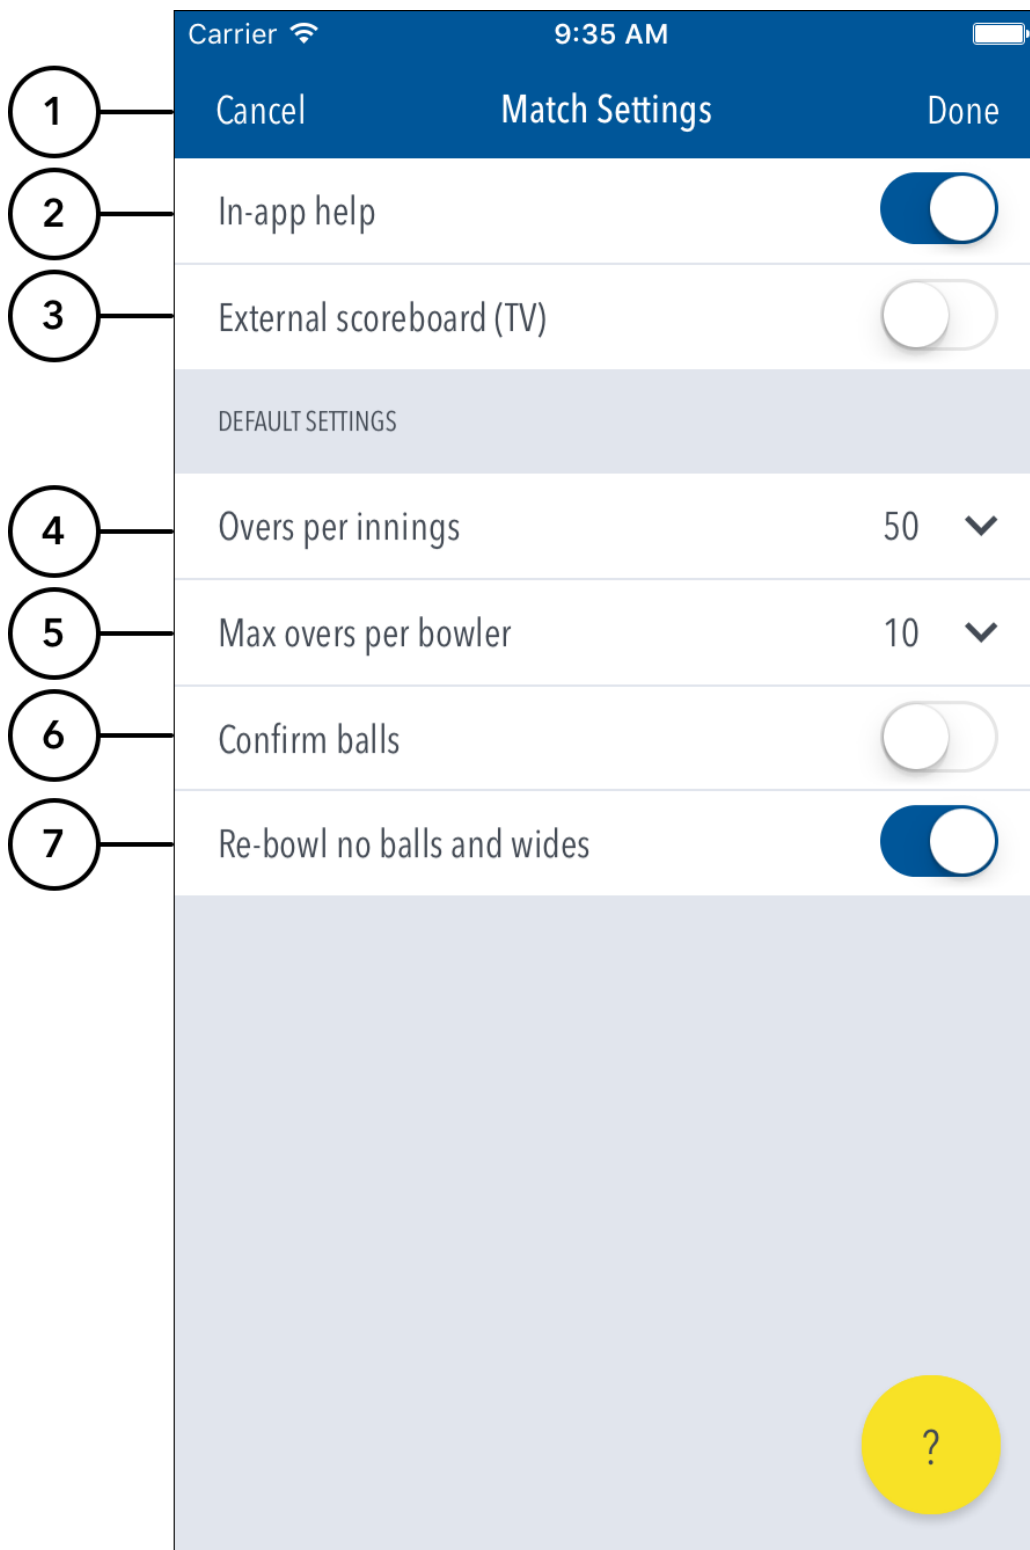 Carrier 9:35 AM
1 Cancel Match Settings Done
2 In-app help
3 External scoreboard (TV)
DEFAULT SETTINGS
4 Overs per innings 50
5 Max overs per bowler 10
6 Confirm balls
7 Re-bowl no balls and wides
?